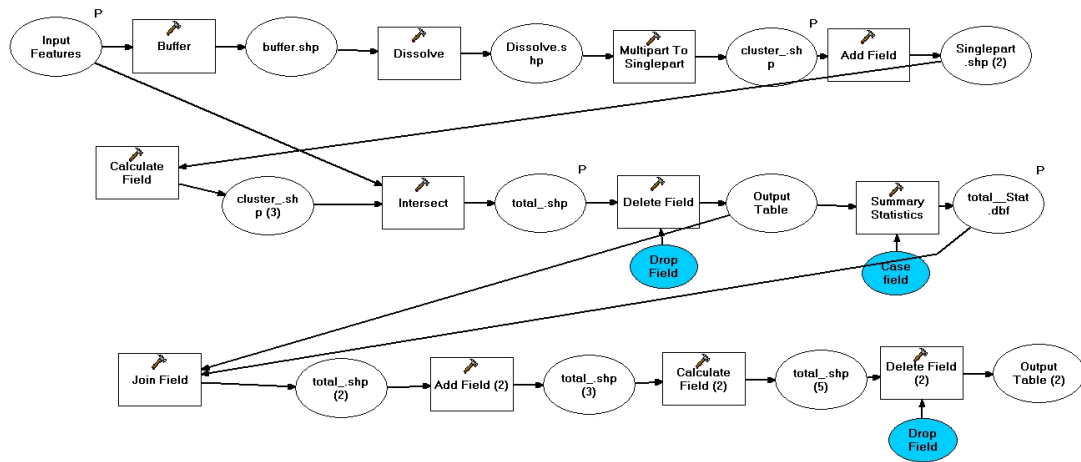 P
Input
Features
Buffer
buffer.shp
Dissolve
Dissolve.s
hp
Multipart To
Singlepart
P
cluster_.sh
p
Add Field
Singlepart
.shp (2)
Calculate
Field
cluster_.sh
p (3)
Intersect
P
total_.shp
Delete Field
Output
Table
Summary
Statistics
P
total__Stat
.dbf
Drop
Field
Case
field
Join Field
total_.shp
(2)
Add Field (2)
total_.shp
(3)
Calculate
Field (2)
total_.shp
(5)
Delete Field
(2)
Output
Table (2)
Drop
Field